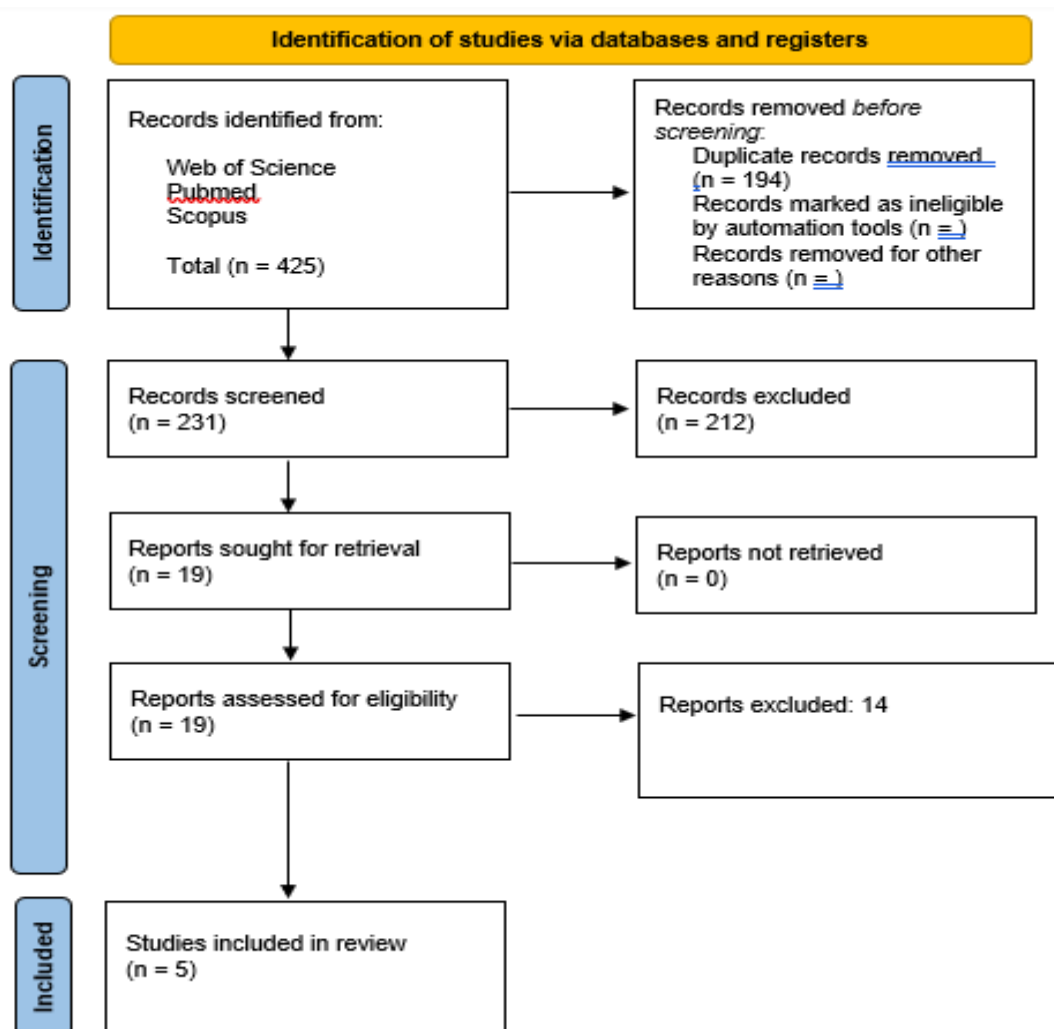 Identification of studies via databases and registers
Identification
Records identified from:
Web of Science
Pubmed
Scopus
Total (n = 425)
Records removed before
screening:
Duplicate records removed
(n = 194)
Records marked as ineligible
by automation tools (n = )
Records removed for other
reasons (n = )
Screening
Records screened
(n = 231)
Records excluded
(n = 212)
Reports sought for retrieval
(n = 19)
Reports not retrieved
(n = 0)
Reports assessed for eligibility
(n = 19)
Reports excluded: 14
Included
Studies included in review
(n = 5)